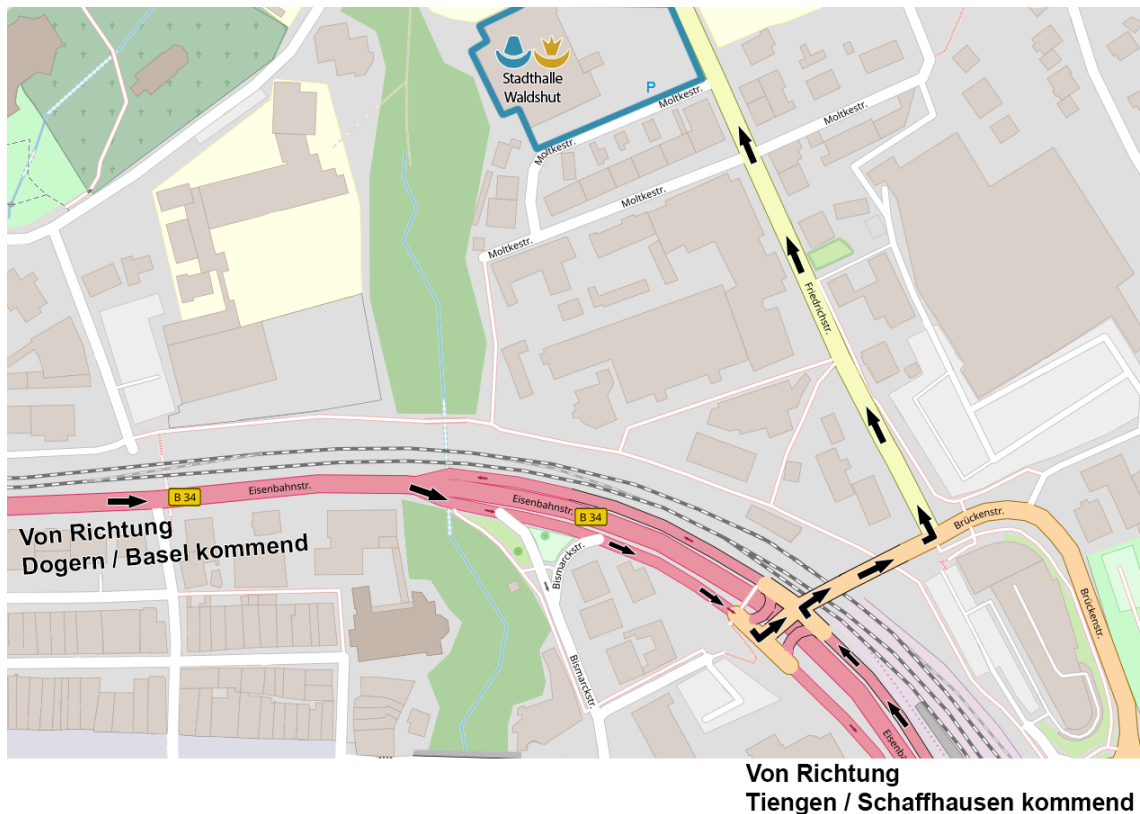 Stadthalle
Waldshut
P
Moltkestr.
Moltkestr.
Moltkestr.
Moltkestr.
Moltkestr.
Friedrichstr.
Eisenbahnstr.
B 34
Eisenbahnstr.
B 34
Brückenstr.
Von Richtung
Dogern / Basel kommend
Bismarckstr.
Brückenstr.
Bismarckstr.
Eisenba
Von Richtung
Tiengen / Schaffhausen kommend